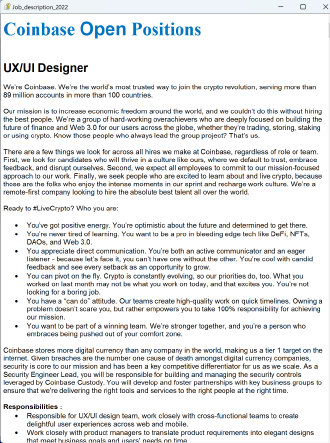 Job_description_2022
Coinbase Open Positions
UX/UI Designer
We're Coinbase. We're the world's most trusted way to join the crypto revolution, serving more than
89 million accounts in more than 100 countries.
Our mission is to increase economic freedom around the world, and we couldn't do this without hiring
the best people. We're a group of hard-working overachievers who are deeply focused on building the
future of finance and Web 3.0 for our users across the globe, whether they're trading, storing, staking
or using crypto. Know those people who always lead the group project? That's us.
There are a few things we look for across all hires we make at Coinbase, regardless of role or team.
First, we look for candidates who will thrive in a culture like ours, where we default to trust, embrace
feedback, and disrupt ourselves. Second, we expect all employees to commit to our mission-focused
approach to our work. Finally, we seek people who are excited to learn about and live crypto, because
those are the folks who enjoy the intense moments in our sprint and recharge work culture. We're a
remote-first company looking to hire the absolute best talent all over the world.
Ready to #LiveCrypto? Who you are:
• You've got positive energy. You're optimistic about the future and determined to get there.
• You're never tired of learning. You want to be a pro in bleeding edge tech like DeFi, NFTs,
DAOs, and Web 3.0.
• You appreciate direct communication. You're both an active communicator and an eager
listener - because let's face it, you can't have one without the other. You're cool with candid
feedback and see every setback as an opportunity to grow.
• You can pivot on the fly. Crypto is constantly evolving, so our priorities do, too. What you
worked on last month may not be what you work on today, and that excites you. You're not
looking for a boring job.
• You have a "can do" attitude. Our teams create high-quality work on quick timelines. Owning a
problem doesn't scare you, but rather empowers you to take 100% responsibility for achieving
our mission.
• You want to be part of a winning team. We're stronger together, and you're a person who
embraces being pushed out of your comfort zone.
Coinbase stores more digital currency than any company in the world, making us a tier 1 target on the
internet. Given breaches are the number one cause of death amongst digital currency companies,
security is core to our mission and has been a key competitive differentiator for us as we scale. As a
Security Engineer Lead, you will be responsible for building and managing the security controls
leveraged by Coinbase Custody. You will develop and foster partnerships with key business groups to
ensure that we're delivering the right tools and services to the right people at the right time.
Responsibilities :
• Responsible for UX/UI design team, work closely with cross-functional teams to create
delightful user experiences across web and mobile.
• Work closely with product managers to translate product requirements into elegant designs
that meet business goals and users' needs on time